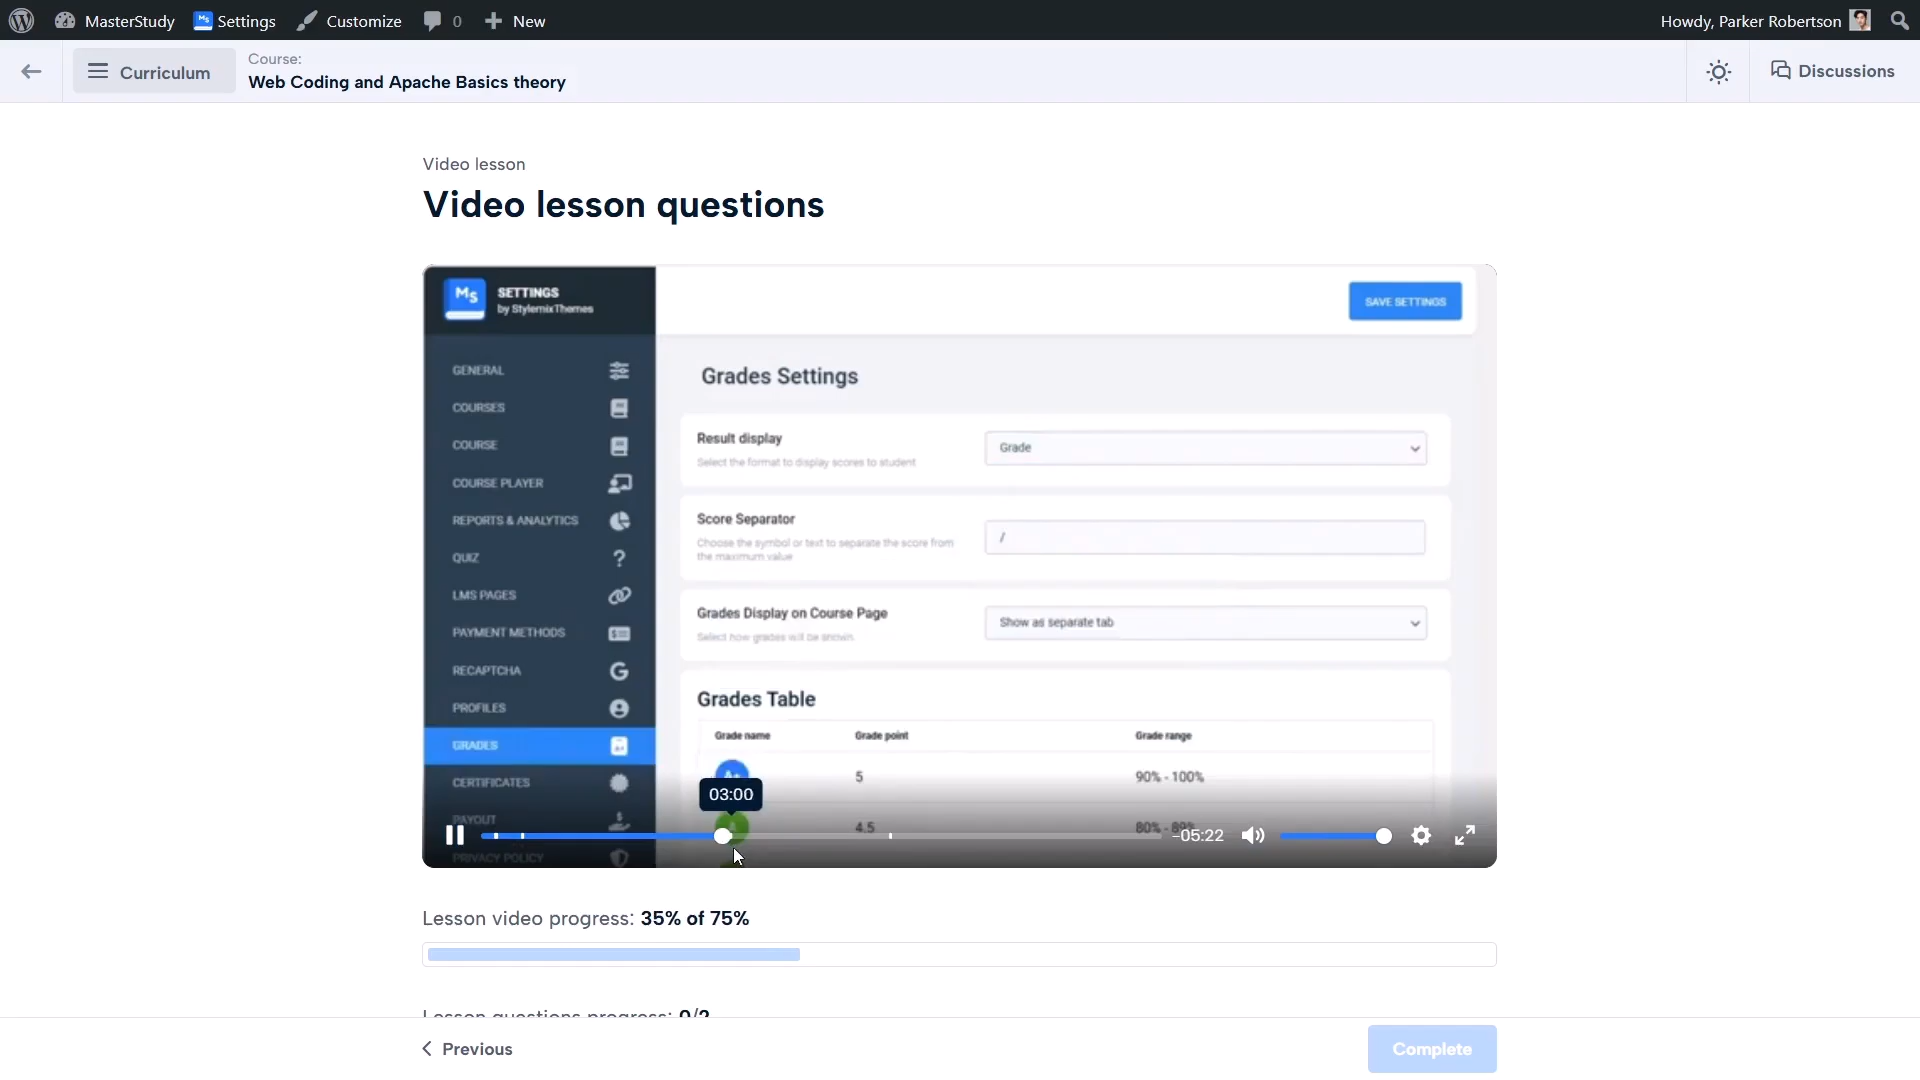 MasterStudy Settings Customize 0 New
Howdy, Parker Robertson
Curriculum
Course:
Web Coding and Apache Basics theory
Discussions
Video lesson
Video lesson questions
MS SETTINGS
by StylemixThemes
SAVE SETTINGS
GENERAL
COURSES
COURSE
COURSE PLAYER
REPORTS & ANALYTICS
QUIZ
LMS PAGES
PAYMENT METHODS
RECAPTCHA
PROFILES
GRADES
CERTIFICATES
PAYOUT
PRIVACY POLICY
Grades Settings
Result display
Select the format to display scores to student
Grade
Score Separator
Choose the symbol or text to separate the score from
the maximum value
/
Grades Display on Course Page
Select how grades will be shown.
Show as separate tab
Grades Table
Grade name Grade point Grade range
A+ 5 90% - 100%
4.5 80% - 89%
03:00
-05:22
Lesson video progress: 35% of 75%
Lesson questions progress: 0/2
Previous
Complete